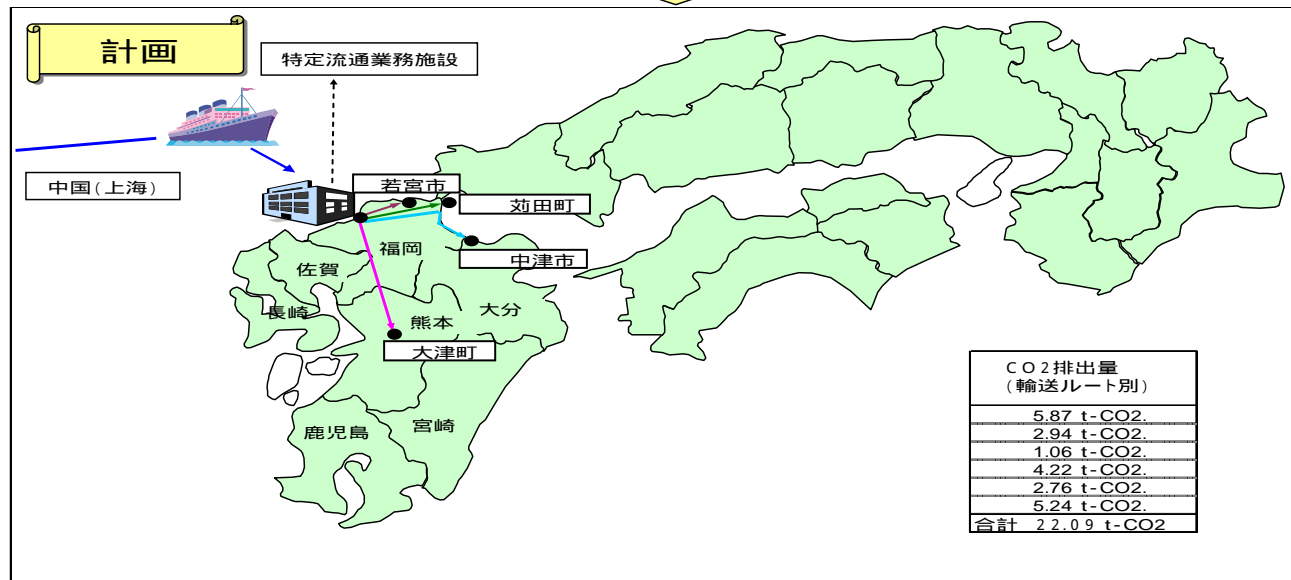 計画
特定流通業務施設
中国(上海)
若宮市
苅田町
中津市
福岡
佐賀
長崎
大分
熊本
大津町
宮崎
鹿児島
CO2排出量
(輸送ルート別)
5.87 t-CO2.
2.94 t-CO2.
1.06 t-CO2.
4.22 t-CO2.
2.76 t-CO2.
5.24 t-CO2.
合計 22.09 t-CO2